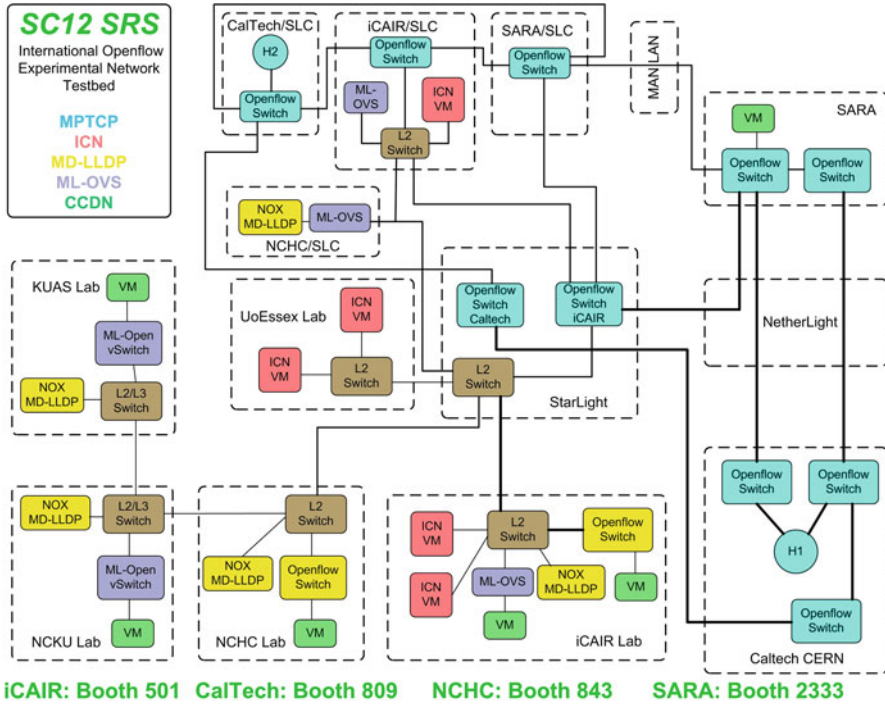 SC12 SRS
International Openflow
Experimental Network
Testbed
MPTCP
ICN
MD-LLDP
ML-OVS
CCDN
CalTech/SLC
H2
Openflow
Switch
iCAIR/SLC
Openflow
Switch
ML-
OVS
ICN
VM
L2
Switch
SARA/SLC
Openflow
Switch
MAN LAN
SARA
VM
Openflow
Switch
Openflow
Switch
NOX
MD-LLDP
ML-OVS
NCHC/SLC
KUAS Lab
VM
ML-Open
vSwitch
NOX
MD-LLDP
L2/L3
Switch
UoEssex Lab
ICN
VM
ICN
VM
L2
Switch
Openflow
Switch
Caltech
Openflow
Switch
iCAIR
L2
Switch
StarLight
NetherLight
NOX
MD-LLDP
L2/L3
Switch
ML-Open
vSwitch
VM
NCKU Lab
L2
Switch
NOX
MD-LLDP
Openflow
Switch
VM
NCHC Lab
ICN
VM
L2
Switch
Openflow
Switch
ICN
VM
ML-OVS
NOX
MD-LLDP
VM
VM
iCAIR Lab
Openflow
Switch
Openflow
Switch
H1
Openflow
Switch
Caltech CERN
iCAIR: Booth 501 CalTech: Booth 809 NCHC: Booth 843 SARA: Booth 2333